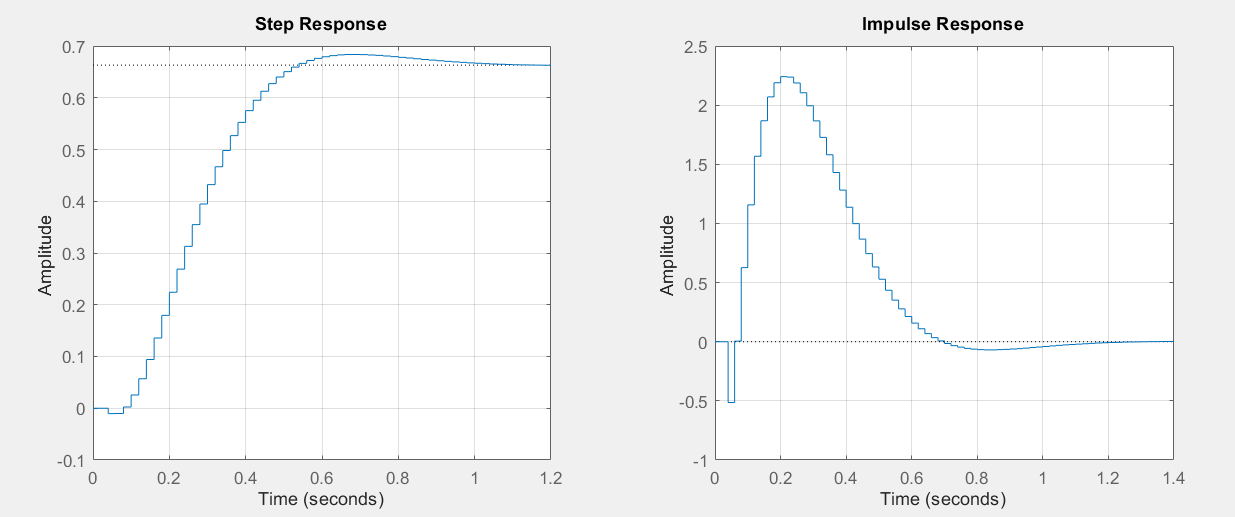 Step Response
Amplitude
0.7
0.6
0.5
0.4
0.3
0.2
0.1
0
-0.1
0 0.2 0.4 0.6 0.8 1 1.2
Time (seconds)
Impulse Response
Amplitude
2.5
2
1.5
1
0.5
0
-0.5
-1
0 0.2 0.4 0.6 0.8 1 1.2 1.4
Time (seconds)